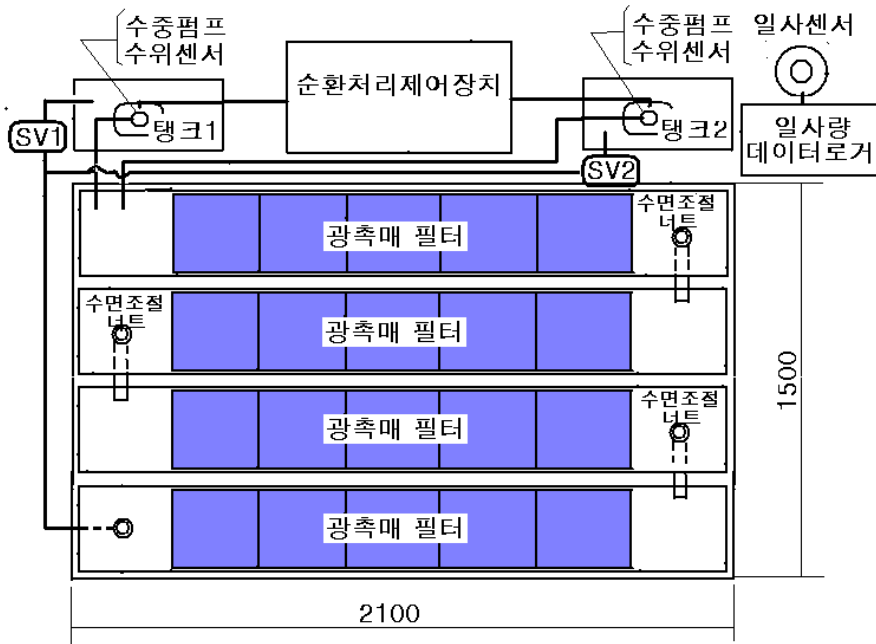 수중펌프
수위센서
수중펌프
수위센서
일사센서
순환처리제어장치
탱크1
탱크2
SV1
SV2
일사량
데이터로거
광촉매 필터
수면조절
너트
수면조절
너트
광촉매 필터
광촉매 필터
수면조절
너트
광촉매 필터
1500
2100